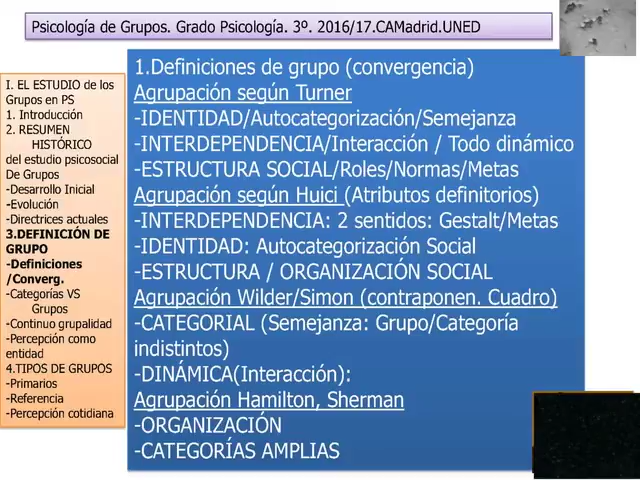 Psicología de Grupos. Grado Psicología. 3º. 2016/17.CAMadrid.UNED
I. EL ESTUDIO de los
Grupos en PS
1. Introducción
2. RESUMEN
HISTÓRICO
del estudio psicosocial
De Grupos
-Desarrollo Inicial
-Evolución
-Directrices actuales
3.DEFINICIÓN DE
GRUPO
-Definiciones
/Converg.
-Categorías VS
Grupos
-Continuo grupalidad
-Percepción como
entidad
4.TIPOS DE GRUPOS
-Primarios
-Referencia
-Percepción cotidiana
1.Definiciones de grupo (convergencia)
Agrupación según Turner
-IDENTIDAD/Autocategorización/Semejanza
-INTERDEPENDENCIA/Interacción / Todo dinámico
-ESTRUCTURA SOCIAL/Roles/Normas/Metas
Agrupación según Huici (Atributos definitorios)
-INTERDEPENDENCIA: 2 sentidos: Gestalt/Metas
-IDENTIDAD: Autocategorización Social
-ESTRUCTURA / ORGANIZACIÓN SOCIAL
Agrupación Wilder/Simon (contraponen. Cuadro)
-CATEGORIAL (Semejanza: Grupo/Categoría
indistintos)
-DINÁMICA(Interacción):
Agrupación Hamilton, Sherman
-ORGANIZACIÓN
-CATEGORÍAS AMPLIAS